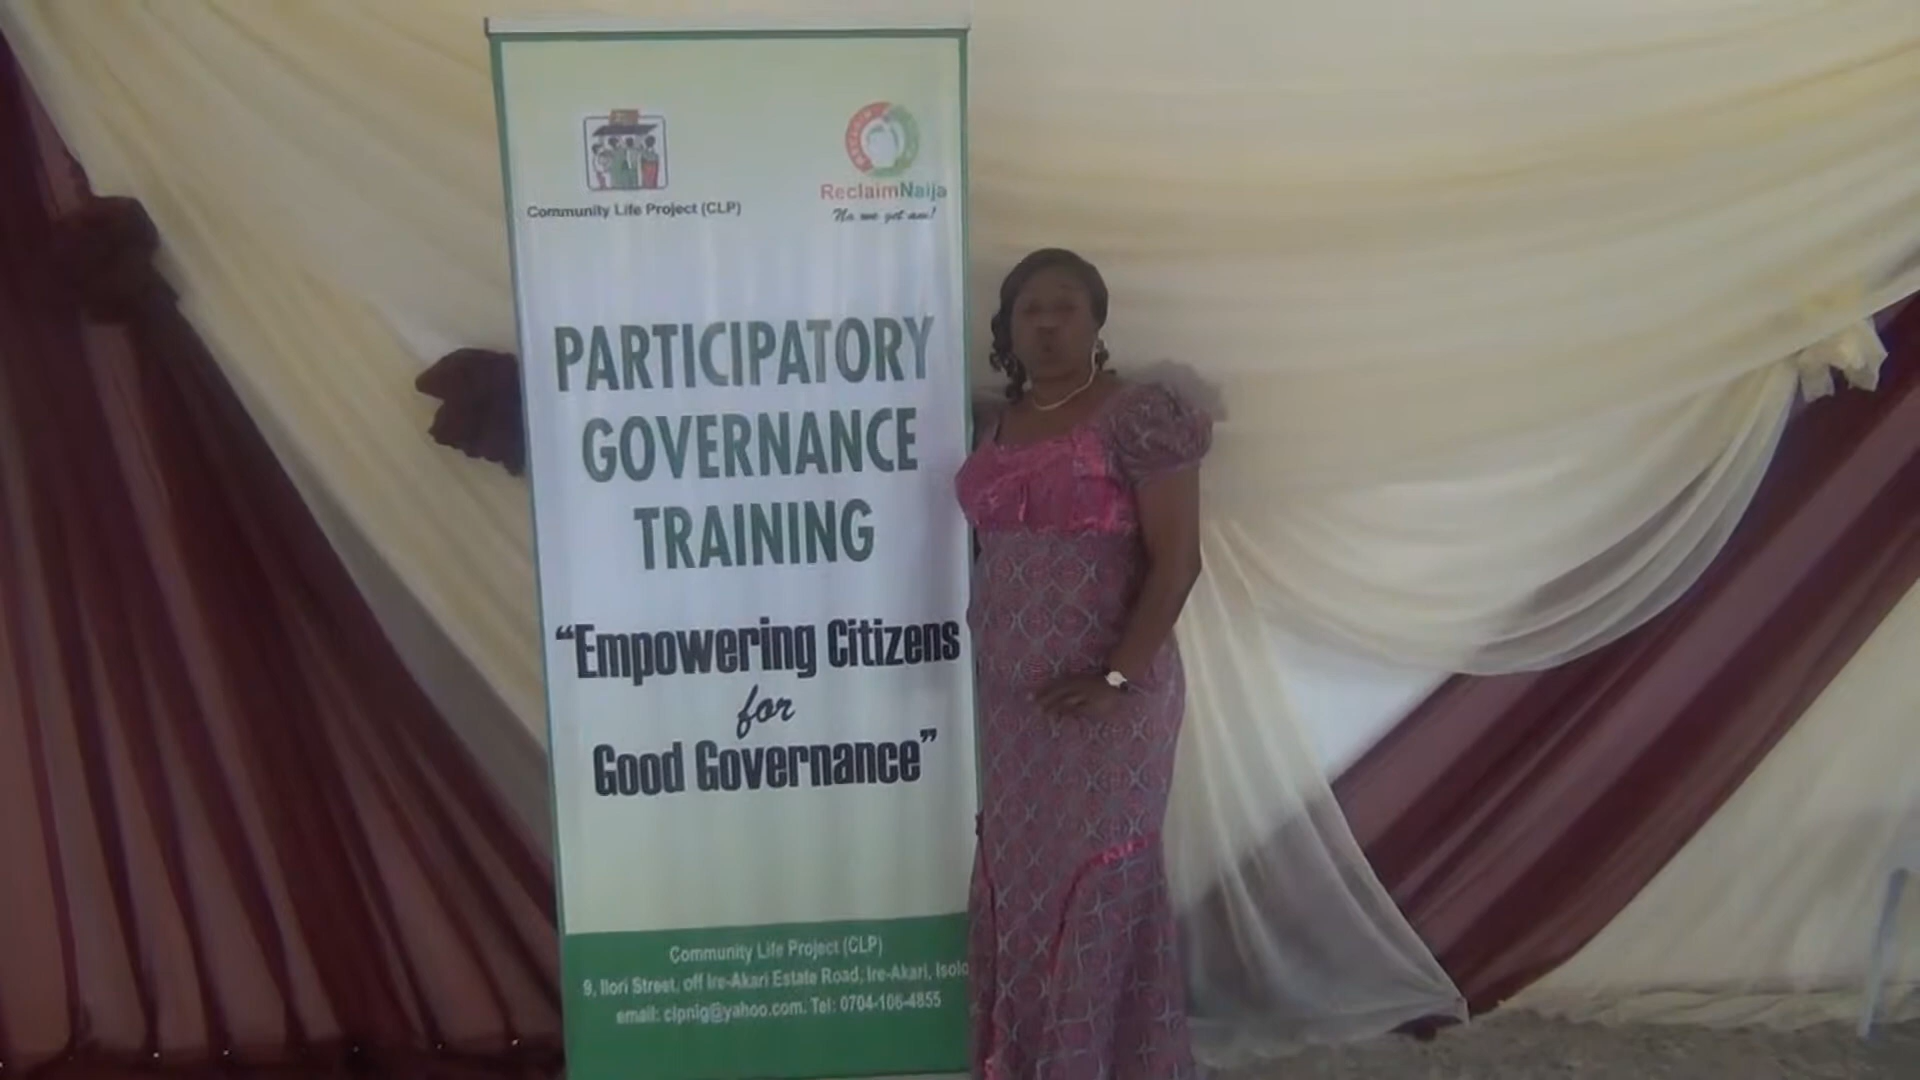 Community Life Project (CLP)
ReclaimNaija
Na we get am!
PARTICIPATORY
GOVERNANCE
TRAINING
“Empowering Citizens
for
Good Governance”
Community Life Project (CLP)
9, Ilori Street, off Ire-Akari Estate Road, Ire-Akari, Isolo
email: clpnig@yahoo.com. Tel: 0704-106-4855